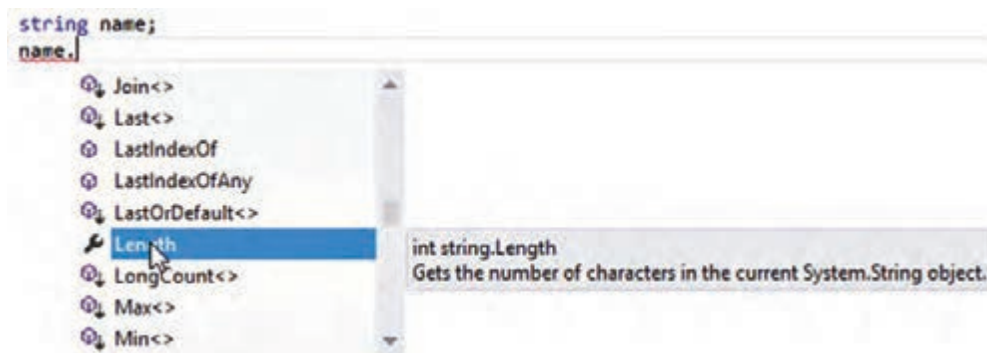 string name;
name.
Join<>
Last<>
LastIndexOf
LastIndexOfAny
LastOrDefault<>
Length
int string.Length
Gets the number of characters in the current System.String object.
LongCount<>
Max<>
Min<>